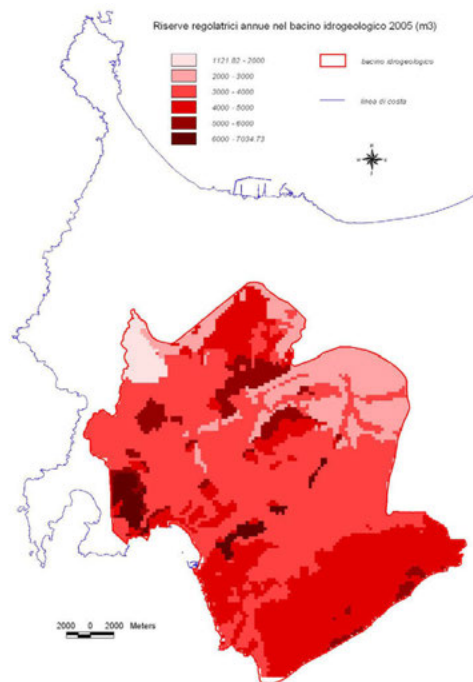 Riserve regolatrici annue nel bacino idrogeologico 2005 (m3)
1121.82 - 2000
2000 - 3000
3000 - 4000
4000 - 5000
5000 - 6000
6000 - 7034.73
bacino idrogeologico
linea di costa
2000 0 2000 Meters